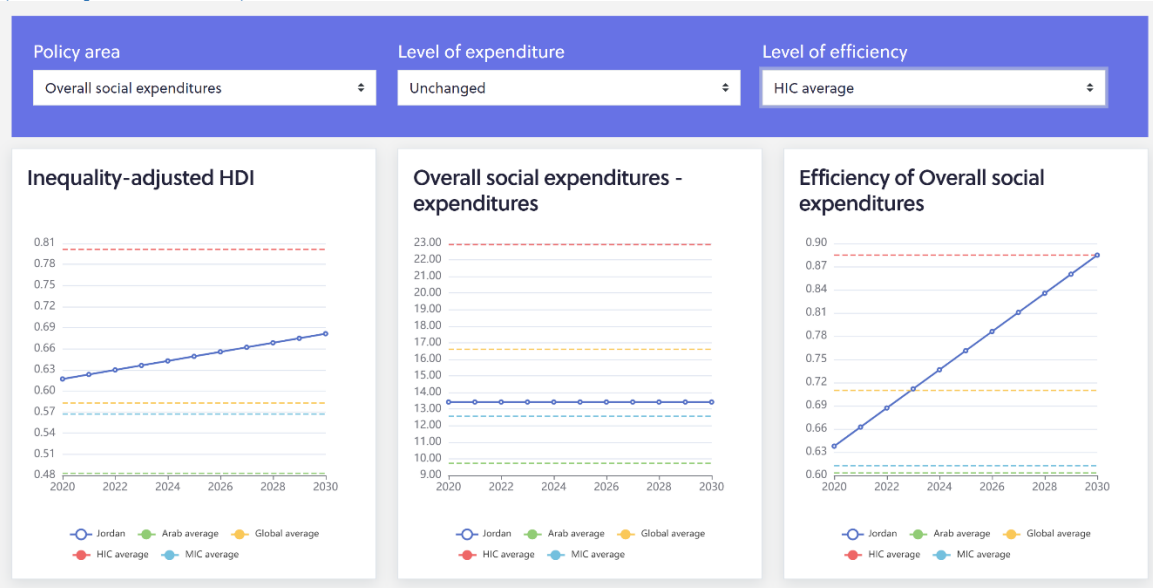 Policy area
Level of expenditure
Level of efficiency
Overall social expenditures
Unchanged
HIC average
Inequality-adjusted HDI
0.81
0.78
0.75
0.72
0.69
0.66
0.63
0.60
0.57
0.54
0.51
0.48
2020 2022 2024 2026 2028 2030
Jordan Arab average Global average
HIC average MIC average
Overall social expenditures -
expenditures
23.00
22.00
21.00
20.00
19.00
18.00
17.00
16.00
15.00
14.00
13.00
12.00
11.00
10.00
9.00
2020 2022 2024 2026 2028 2030
Jordan Arab average Global average
HIC average MIC average
Efficiency of Overall social
expenditures
0.90
0.87
0.84
0.81
0.78
0.75
0.72
0.69
0.66
0.63
0.60
2020 2022 2024 2026 2028 2030
Jordan Arab average Global average
HIC average MIC average